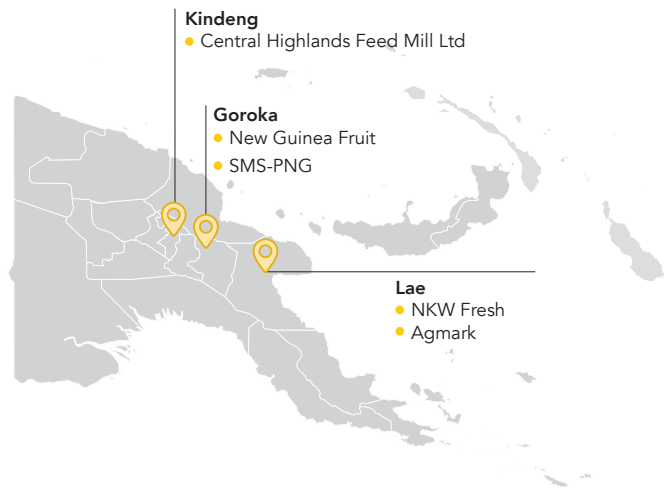 Kindeng
Central Highlands Feed Mill Ltd
Goroka
New Guinea Fruit
SMS-PNG
Lae
NKW Fresh
Agmark